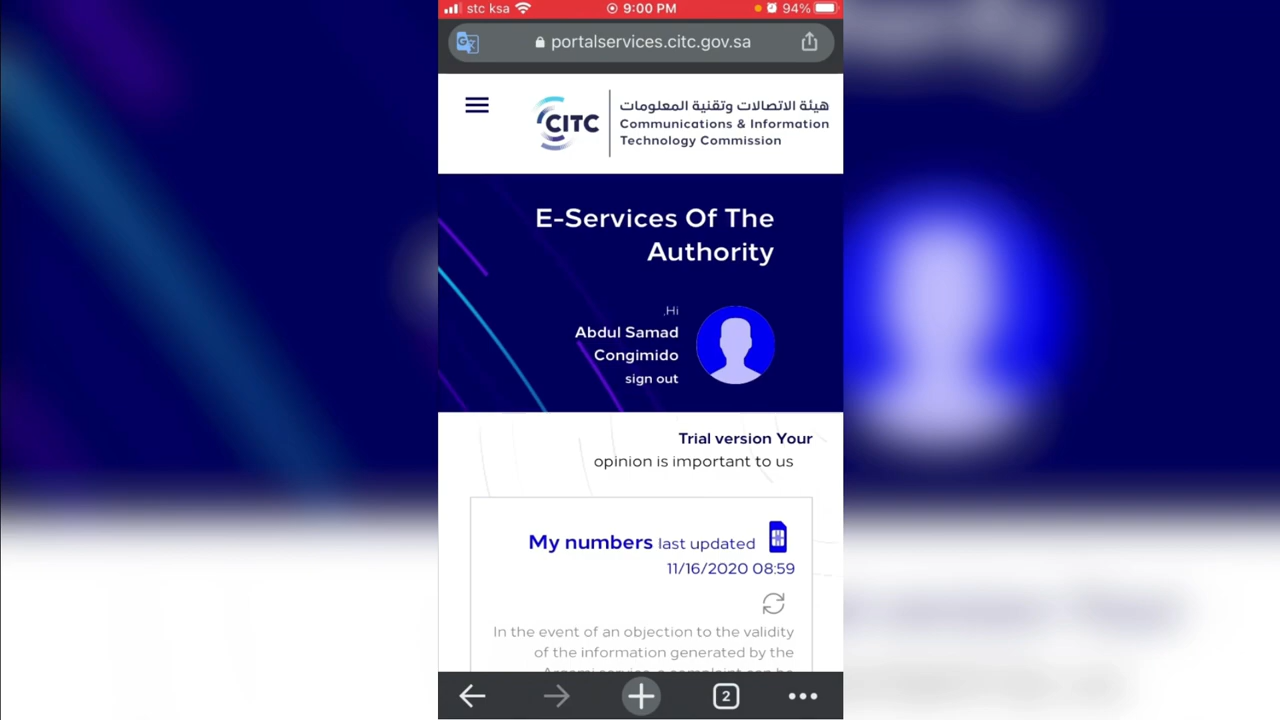 stc ksa
9:00 PM
94%
portalservices.citc.gov.sa
هيئة الاتصالات وتقنية المعلومات
CITC
Communications & Information
Technology Commission
E-Services Of The
Authority
,Hi
Abdul Samad
Congimido
sign out
Trial version Your
opinion is important to us
My numbers last updated
11/16/2020 08:59
In the event of an objection to the validity
of the information generated by the
2